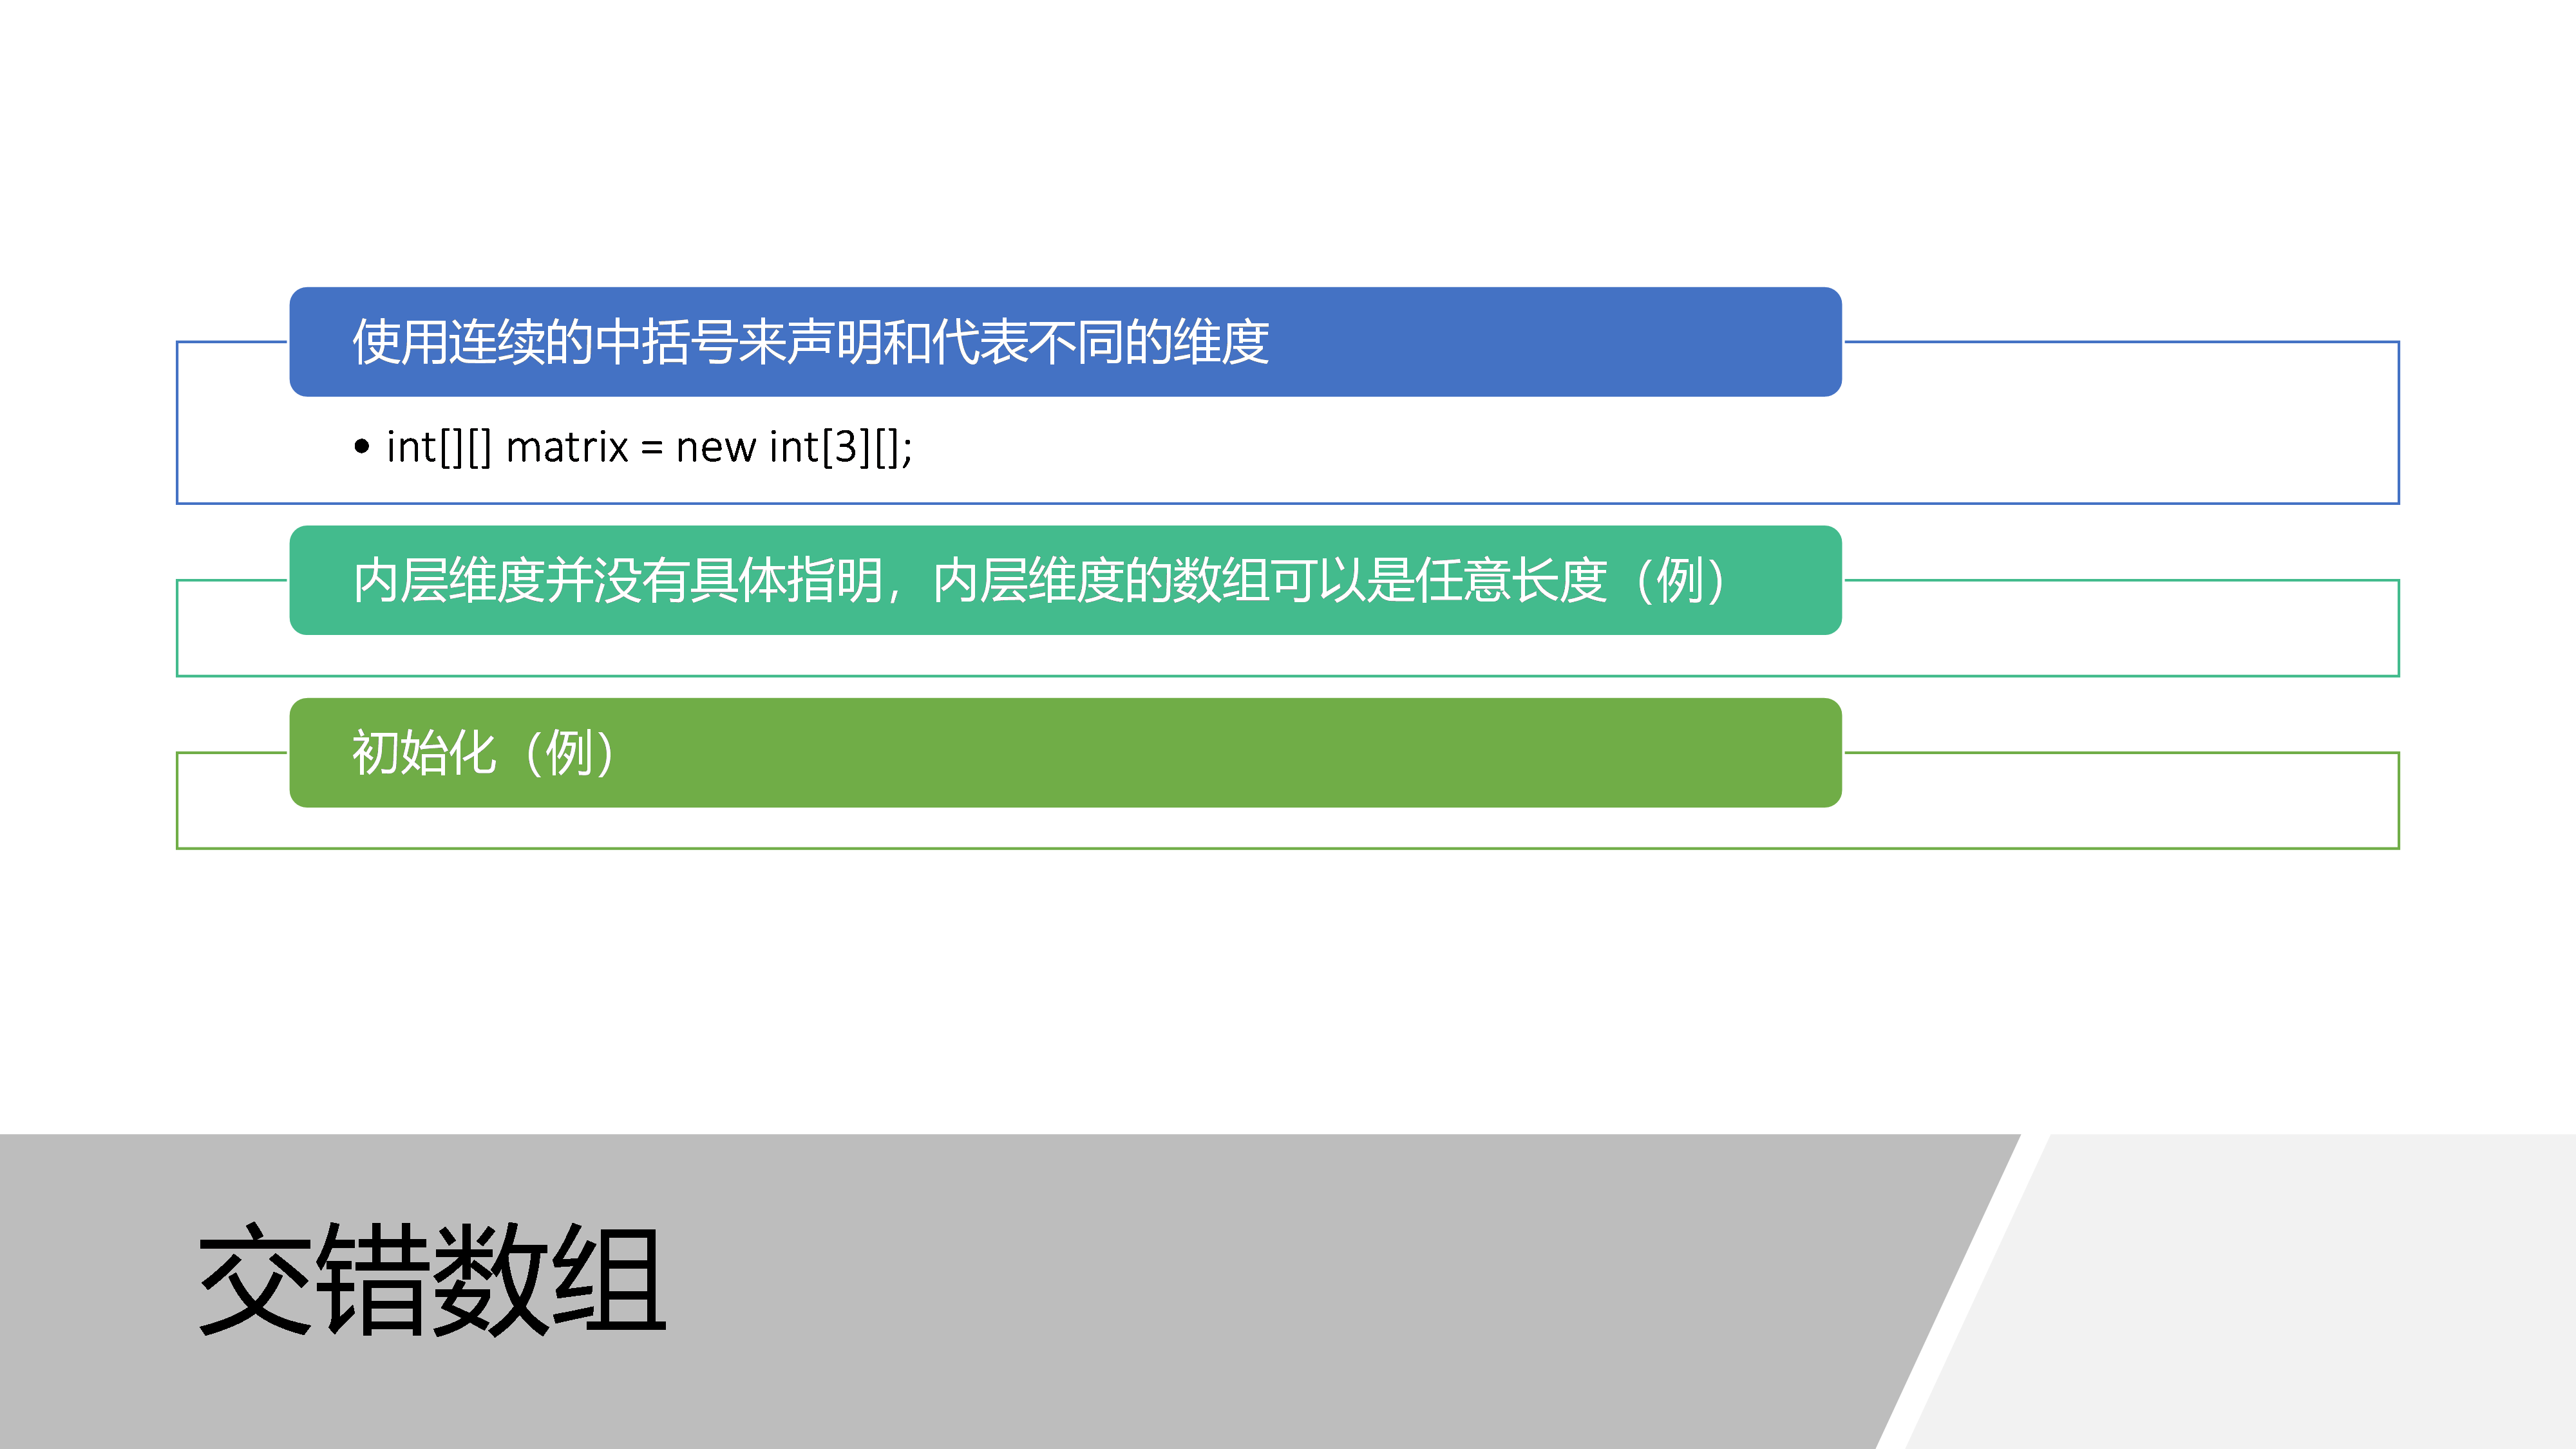 使用连续的中括号来声明和代表不同的维度
• int[][] matrix = new int[3][];
内层维度并没有具体指明，内层维度的数组可以是任意长度（例）
初始化（例）
交错数组